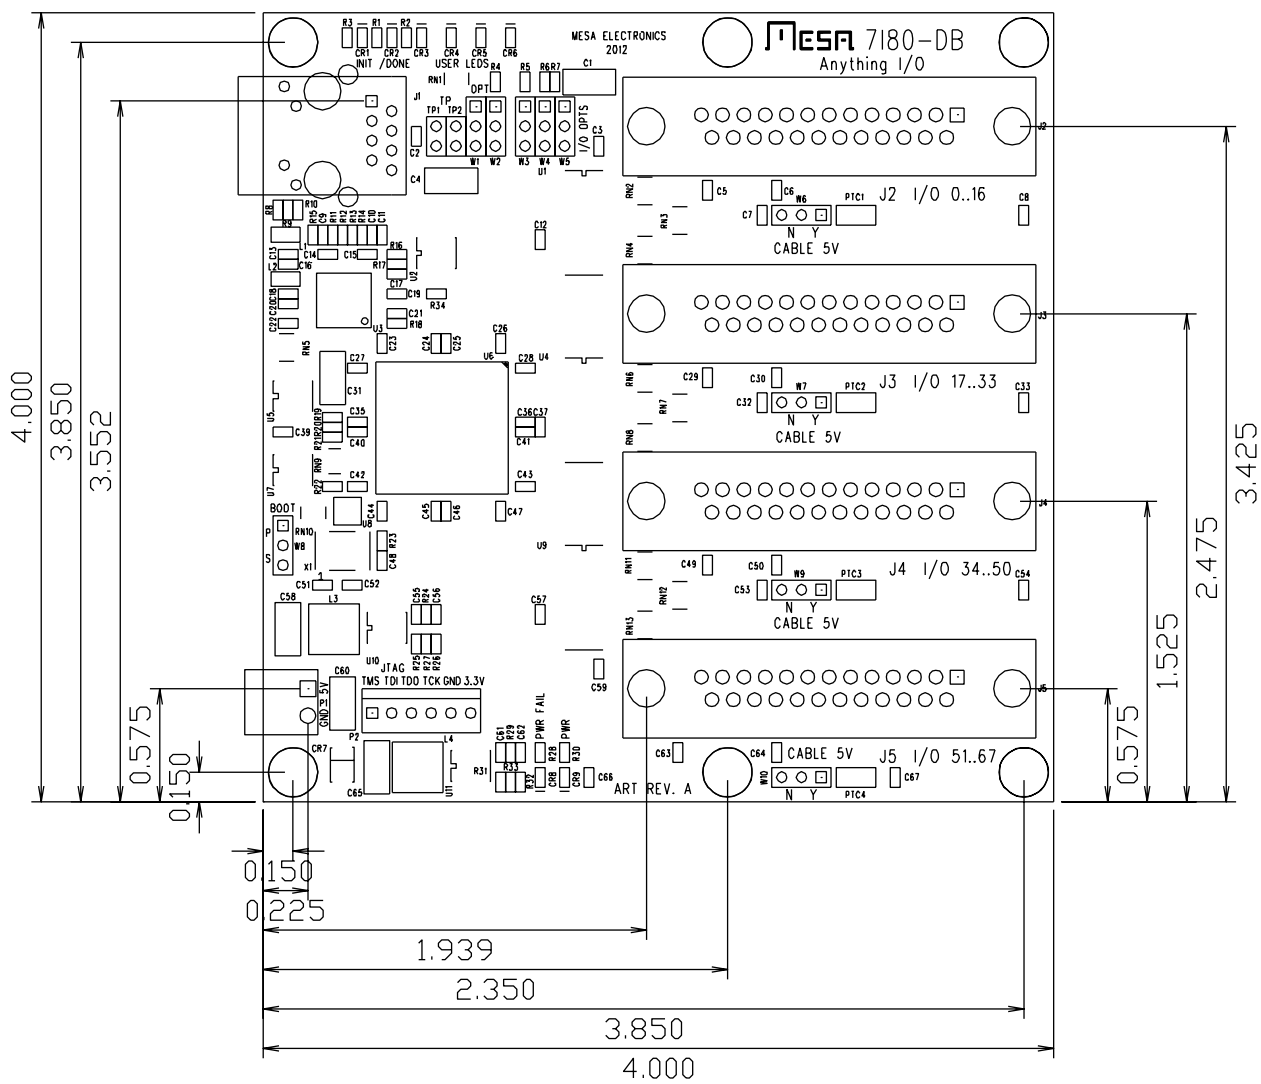 R3 R1 R2
CR1 CR2 CR3 CR4 CR5 CR6
INIT /DONE USER LEDS
MESA ELECTRONICS
2012
MESA 7I80-DB
Anything I/O
RN1 R4 R5 R6 R7 C1
OPT
J1 TP
TP1 TP2
I/O OPTS
C2 C3
W1 W2 W3 W4 W5
J2
C4 U1
RN2 C5 C6 J2 I/O 0..16
R8 R10 W6 PTC1 C8
R15 C9 R11 R12 R13 R14 C10 C11
RN3 C7
R9 N Y
C12
CABLE 5V
L1 R16 RN4
C13 C14 C15
C16 R17 U2
L2
C17
C18 C19
C20 R34
C21 J3
C22 R18
U3 C23 C24 C25 C26
RN5 U6 U4
C27 C28
RN6 C29 C30 J3 I/O 17..33
C31 W7 PTC2 C33
RN7 C32
U5 R19 C35 C36 C37
R20 N Y
C39 R21 C40 C41 RN8 CABLE 5V
RN9
U7 R22 C42 C43
J4
BOOT C44 C45 C46 C47
P RN10 U8
W8 R23 U9
S C48
X1 RN11 C49 C50 J4 I/O 34..50
1 W9 PTC3 C54
C51 C52 RN12 C53
C58 L3 C55 R24 C56 C57 N Y
RN13 CABLE 5V
U10 R25 R27 R26
JTAG
C60 C59
TMS TDI TDO TCK GND 3.3V
5V J5
P1
GND
PWR FAIL PWR
P2 L4 C61 R29 C62
CR7 R28 R30 C63 C64 CABLE 5V J5 I/O 51..67
R31 R33
R32 CR8 CR9 C66 W10 C67
C65 U11 ART REV. A N Y PTC4
4.000
3.850
3.552
0.575
0.150
3.425
2.475
1.525
0.575
0.150
0.225
1.939
2.350
3.850
4.000